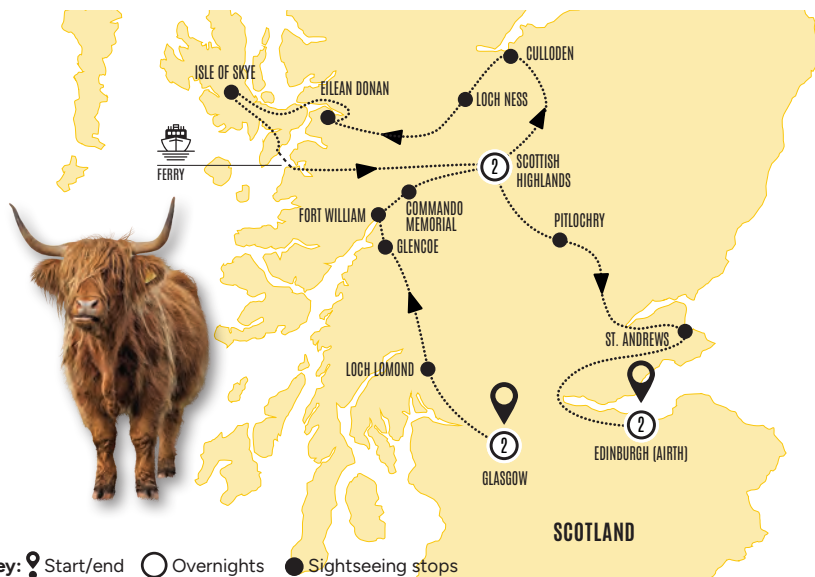 CULLODEN
ISLE OF SKYE
EILEAN DONAN
LOCH NESS
FERRY
2
SCOTTISH
HIGHLANDS
FORT WILLIAM
COMMANDO
MEMORIAL
PITLOCHRY
GLENCOE
ST. ANDREWS
LOCH LOMOND
2
GLASGOW
2
EDINBURGH (AIRTH)
SCOTLAND
ey: Start/end Overnights Sightseeing stops